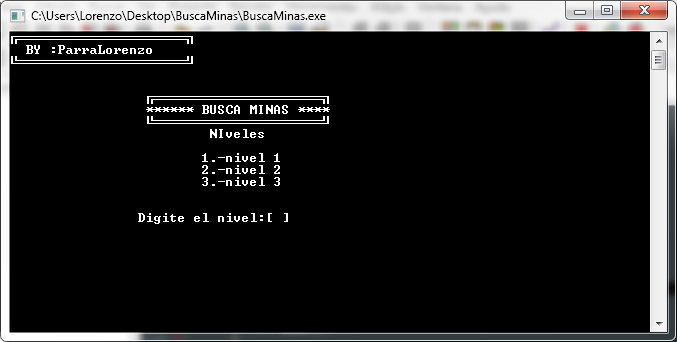 C:\Users\Lorenzo\Desktop\BuscaMinas\BuscaMinas.exe
BY :ParraLorenzo
****** BUSCA MINAS ****
NIveles
1.-nivel 1
2.-nivel 2
3.-nivel 3
Digite el nivel:[ ]